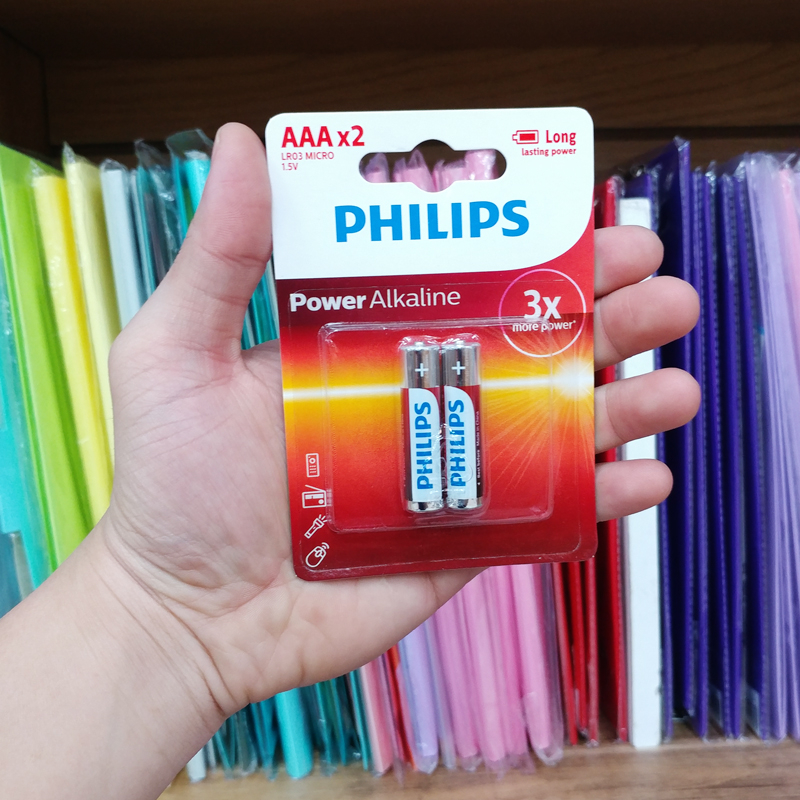 AAA x2
LR03 MICRO
1.5V
Long
lasting power
PHILIPS
Power Alkaline
3x
more power*
+
+
PHILIPS
PHILIPS